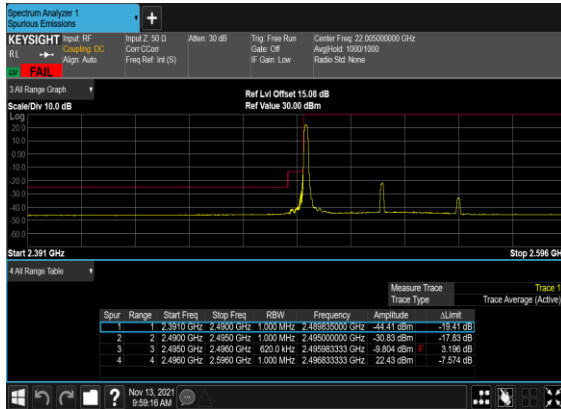 Spectrum Analyzer 1
Spurious Emissions
KEYSIGHT Input: RF Input Z: 50 Ω Atten: 30 dB Trig: Free Run Center Freq: 22.005000000 GHz
RL Coupling: DC Corr CCorr Gate: Off Avg|Hold: 1000/1000
Align: Auto Freq Ref: Int (S) IF Gain: Low Radio Std: None
LV FAIL
3 All Range Graph
Ref Lvl Offset 15.08 dB
Scale/Div 10.0 dB Ref Value 30.00 dBm
Log
20.0
10.0
0.00
-10.0
-20.0
-30.0
-40.0
-50.0
-60.0
Start 2.391 GHz Stop 2.596 GH
4 All Range Table
Measure Trace Trace 1
Trace Type Trace Average (Active)
Spur Range Start Freq Stop Freq RBW Frequency Amplitude ΔLimit
1 1 2.3910 GHz 2.4900 GHz 1.000 MHz 2.489835000 GHz -44.41 dBm -19.41 dB
2 2 2.4900 GHz 2.4950 GHz 1.000 MHz 2.495000000 GHz -30.83 dBm -17.83 dB
3 3 2.4950 GHz 2.4960 GHz 620.0 kHz 2.495983333 GHz -9.804 dBm F 3.196 dB
4 4 2.4960 GHz 2.5960 GHz 1.000 MHz 2.496833333 GHz 22.43 dBm -7.574 dB
? Nov 13, 2021
9:59:16 AM